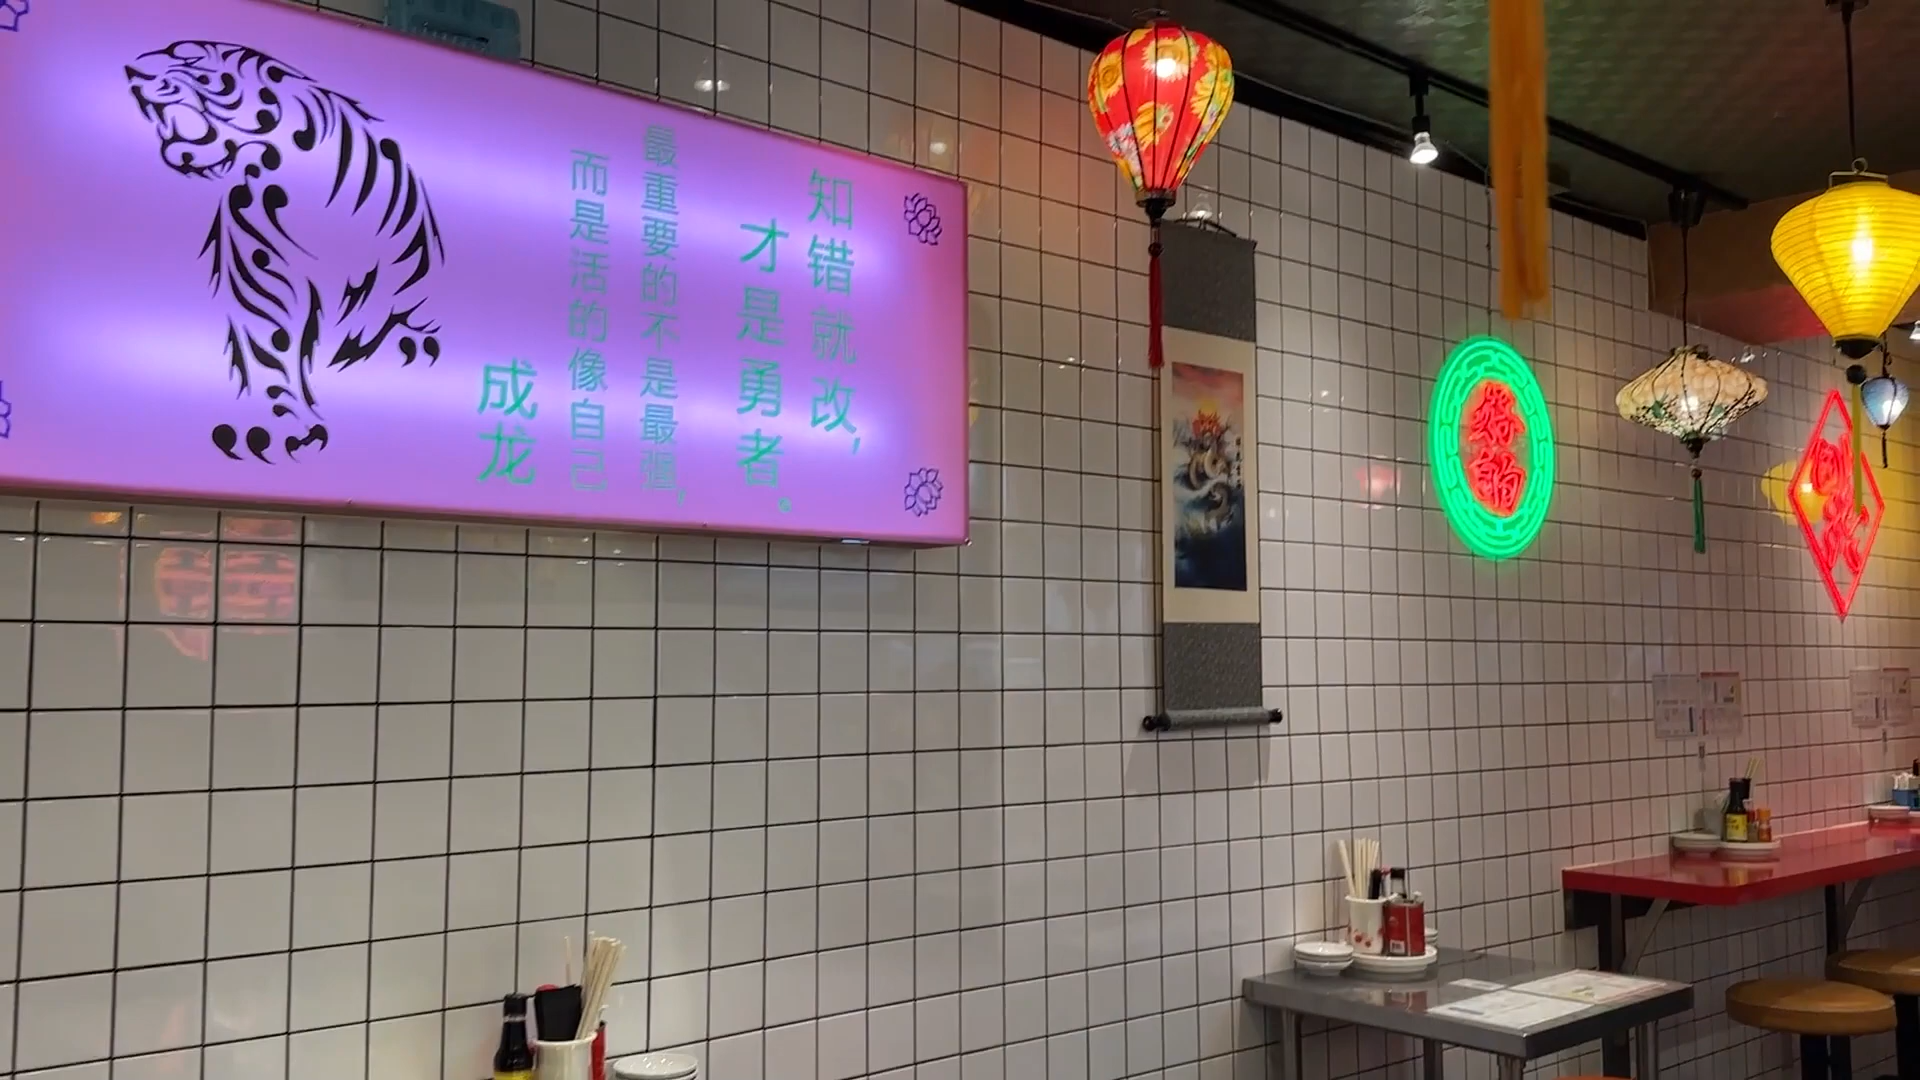 知错就改，
才是勇者。
最重要的不是最强，
而是活的像自己
成龙